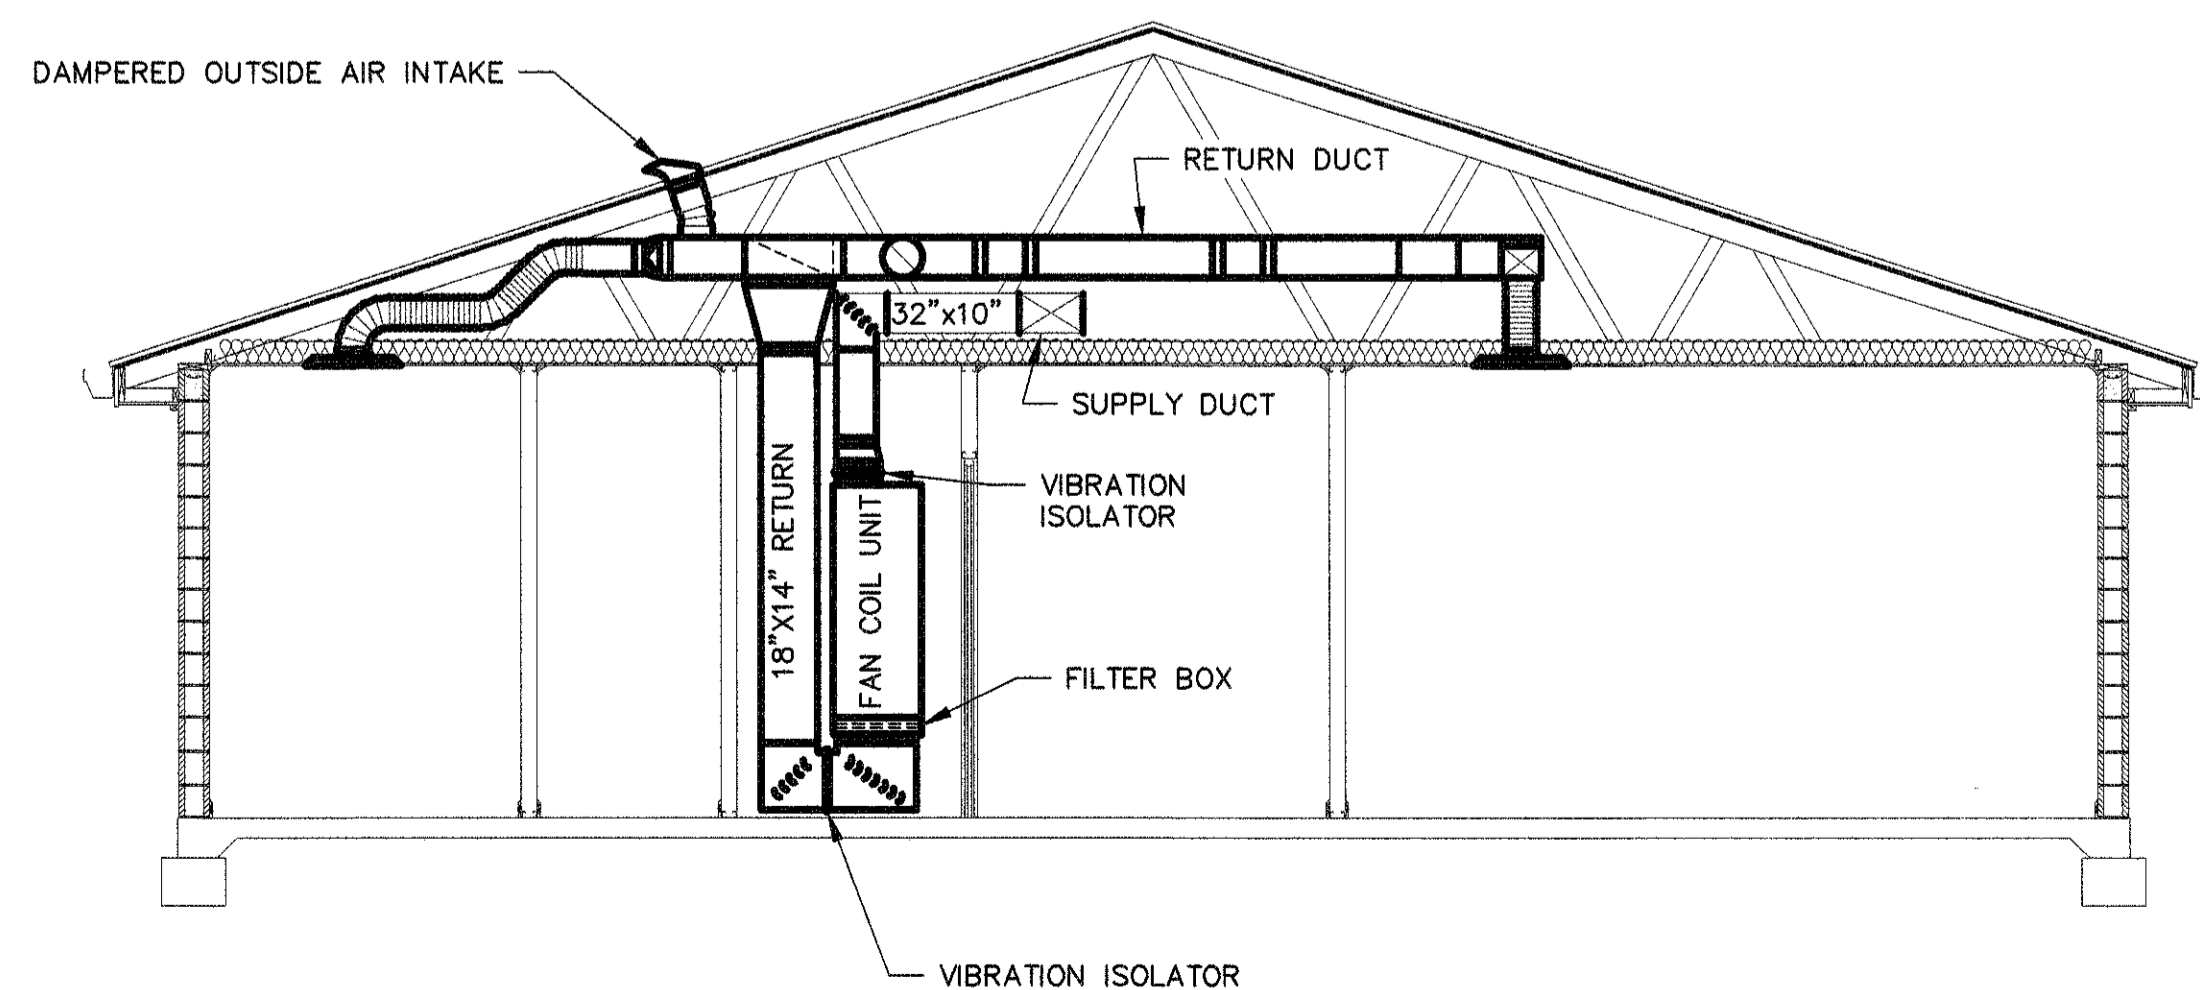 DAMPERED OUTSIDE AIR INTAKE
RETURN DUCT
32"x10"
SUPPLY DUCT
VIBRATION
ISOLATOR
18"X14" RETURN
FAN COIL UNIT
FILTER BOX
VIBRATION ISOLATOR